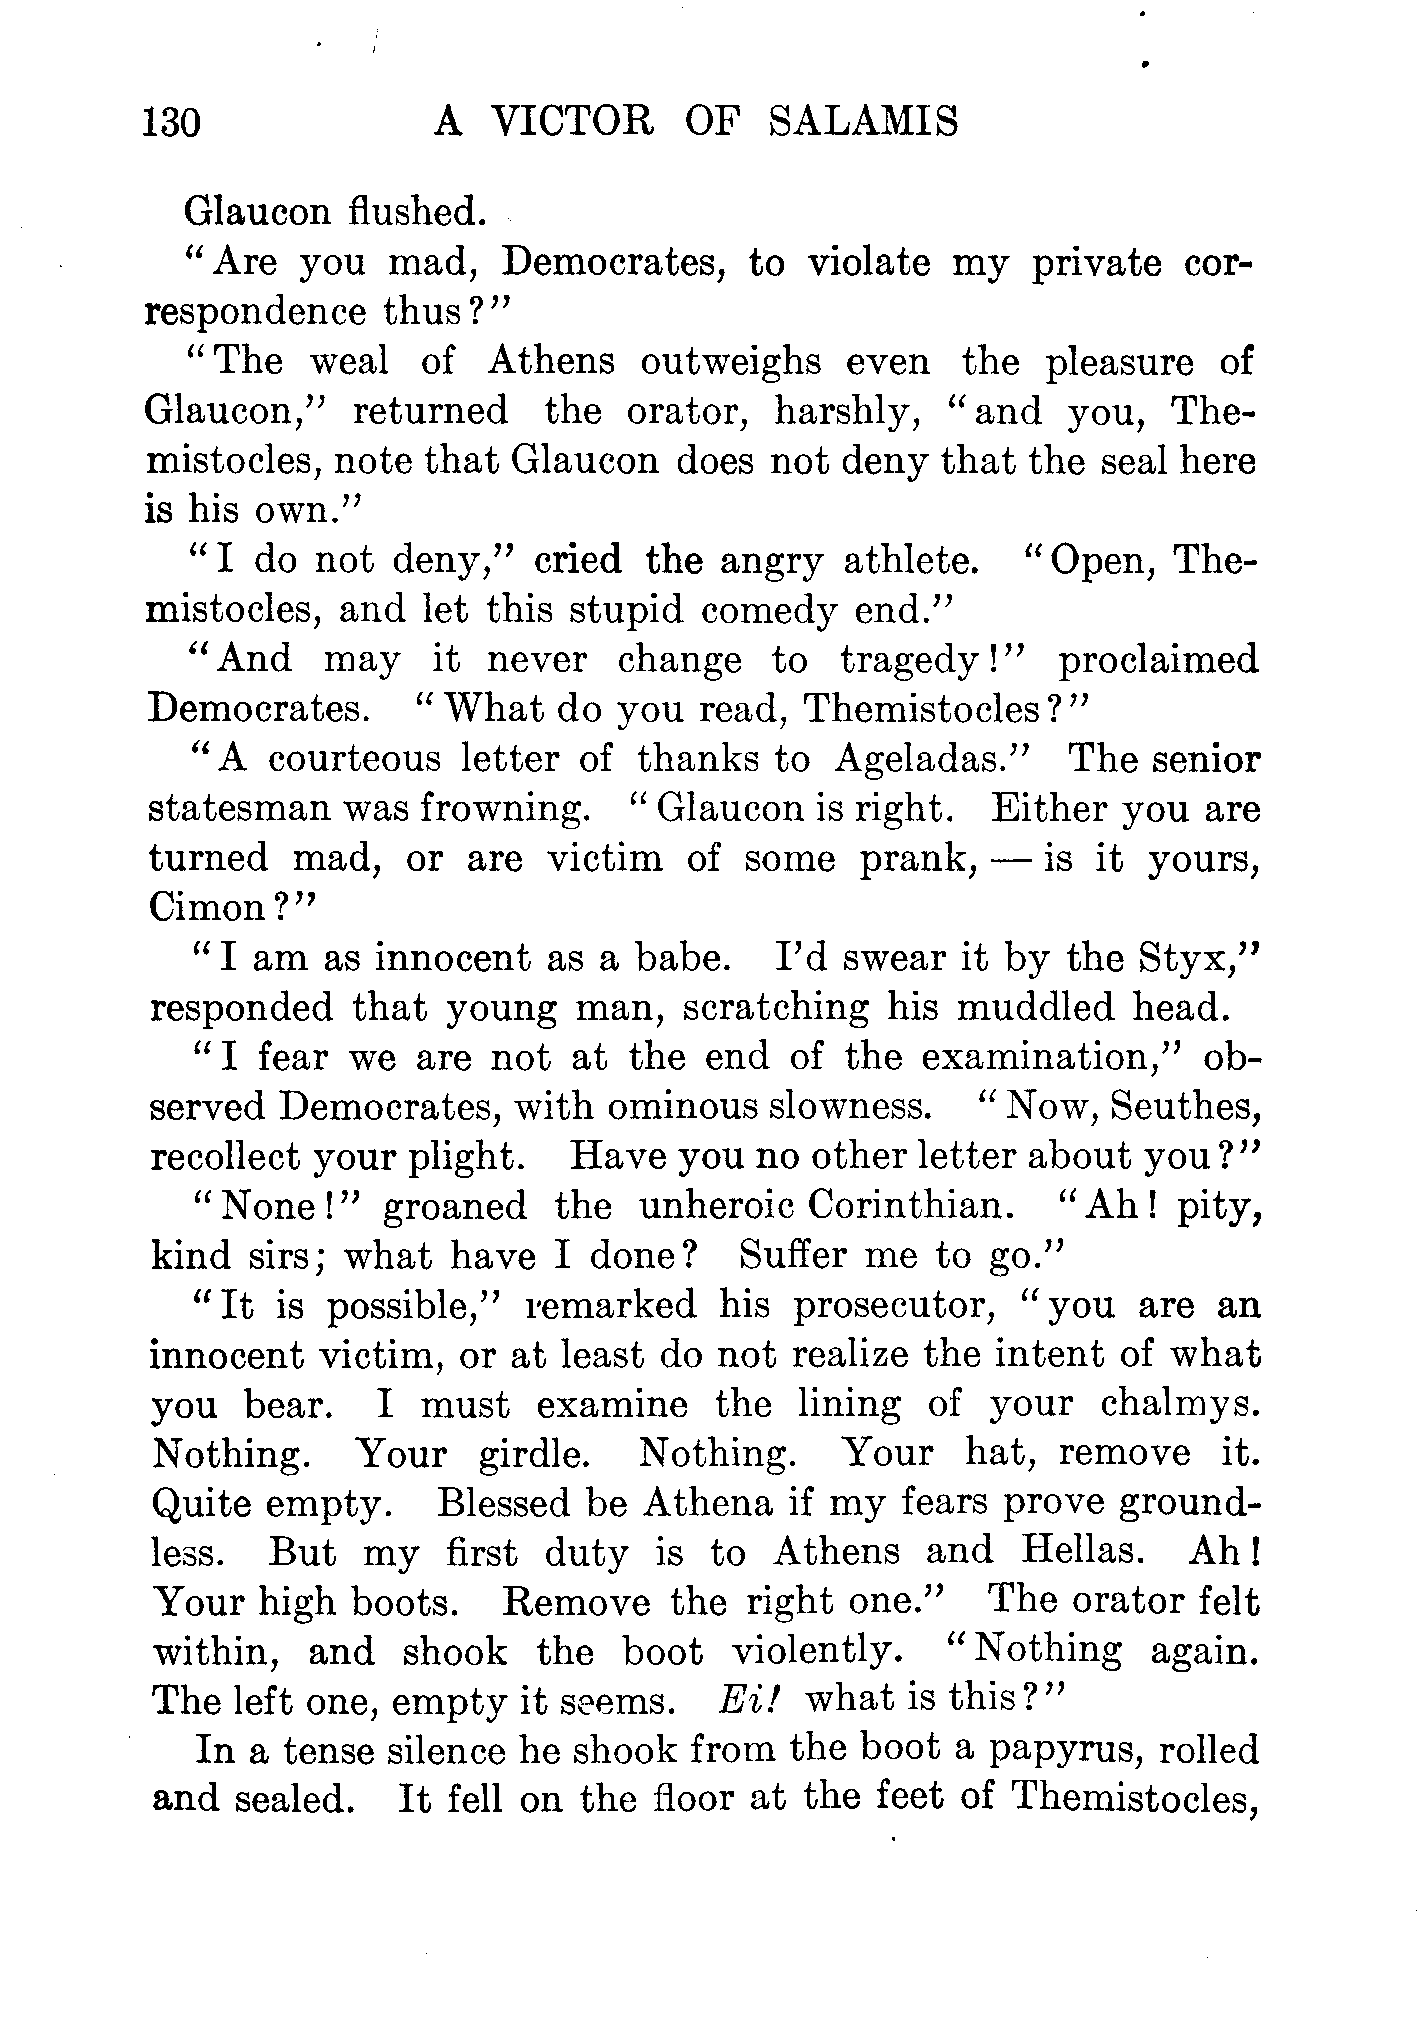 130 A VICTOR OF SALAMIS
Glaucon flushed.
"Are you mad, Democrates, to violate my private cor-
respondence thus?"
"The weal of Athens outweighs even the pleasure of
Glaucon," returned the orator, harshly, "and you, The-
mistocles, note that Glaucon does not deny that the seal here
is his own."
"I do not deny," cried the angry athlete. "Open, The-
mistocles, and let this stupid comedy end."
"And may it never change to tragedy!" proclaimed
Democrates. "What do you read, Themistocles?"
"A courteous letter of thanks to Ageladas." The senior
statesman was frowning. "Glaucon is right. Either you are
turned mad, or are victim of some prank, — is it yours,
Cimon?"
"I am as innocent as a babe. I'd swear it by the Styx,"
responded that young man, scratching his muddled head.
"I fear we are not at the end of the examination," ob-
served Democrates, with ominous slowness. "Now, Seuthes,
recollect your plight. Have you no other letter about you?"
"None!" groaned the unheroic Corinthian. "Ah! pity,
kind sirs; what have I done? Suffer me to go."
"It is possible," remarked his prosecutor, "you are an
innocent victim, or at least do not realize the intent of what
you bear. I must examine the lining of your chalmys.
Nothing. Your girdle. Nothing. Your hat, remove it.
Quite empty. Blessed be Athena if my fears prove ground-
less. But my first duty is to Athens and Hellas. Ah!
Your high boots. Remove the right one." The orator felt
within, and shook the boot violently. "Nothing again.
The left one, empty it seems. Ei! what is this?"
In a tense silence he shook from the boot a papyrus, rolled
and sealed. It fell on the floor at the feet of Themistocles,